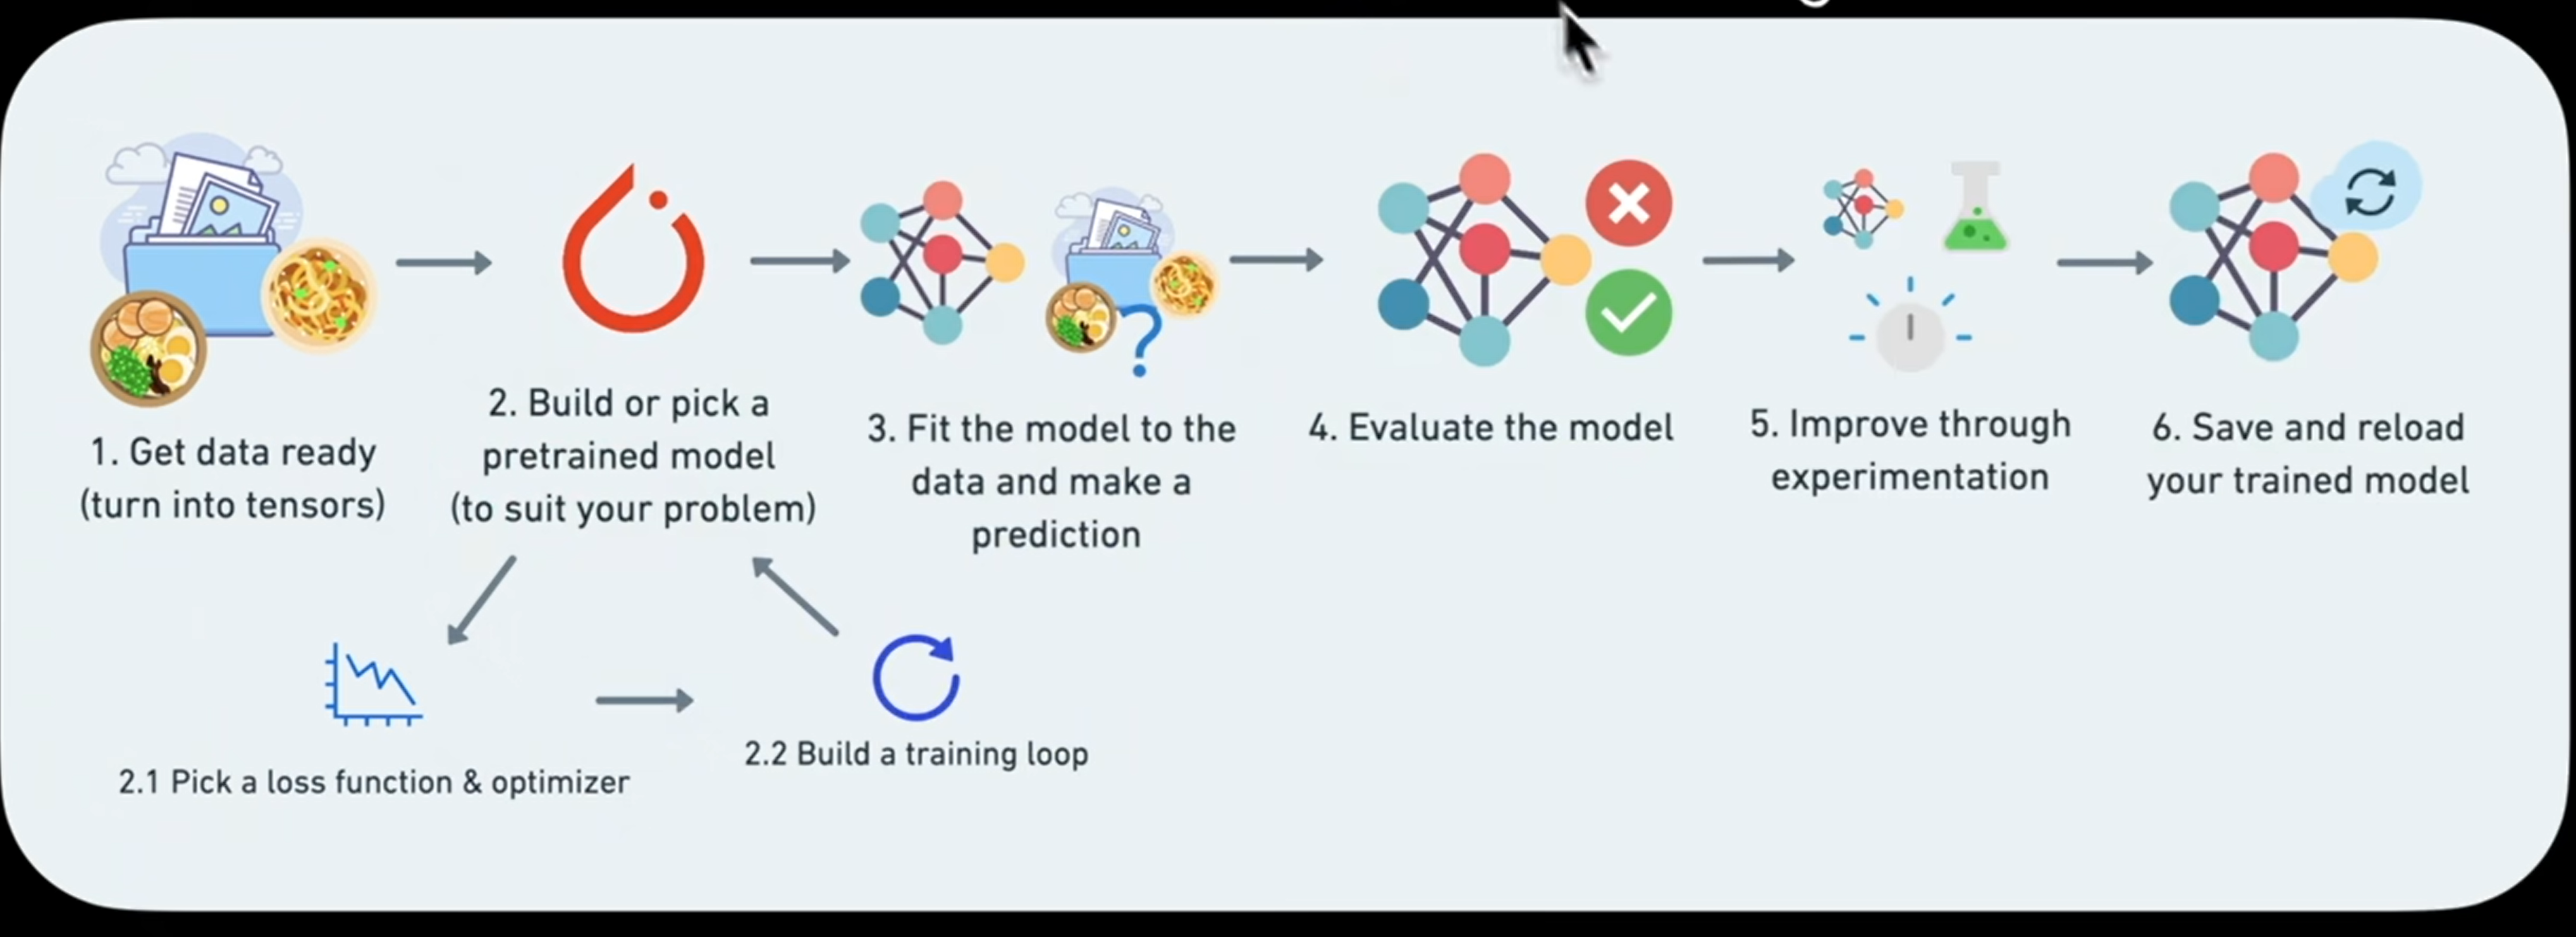 1. Get data ready
(turn into tensors)
2. Build or pick a
pretrained model
(to suit your problem)
3. Fit the model to the
data and make a
prediction
4. Evaluate the model
5. Improve through
experimentation
6. Save and reload
your trained model
2.1 Pick a loss function & optimizer
2.2 Build a training loop